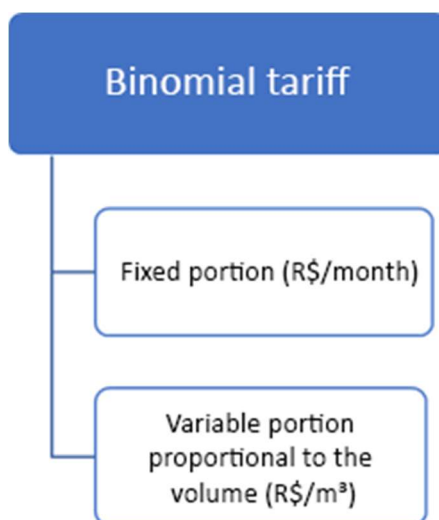 Binomial tariff
Fixed portion (R$/month)
Variable portion
proportional to the
volume (R$/m³)